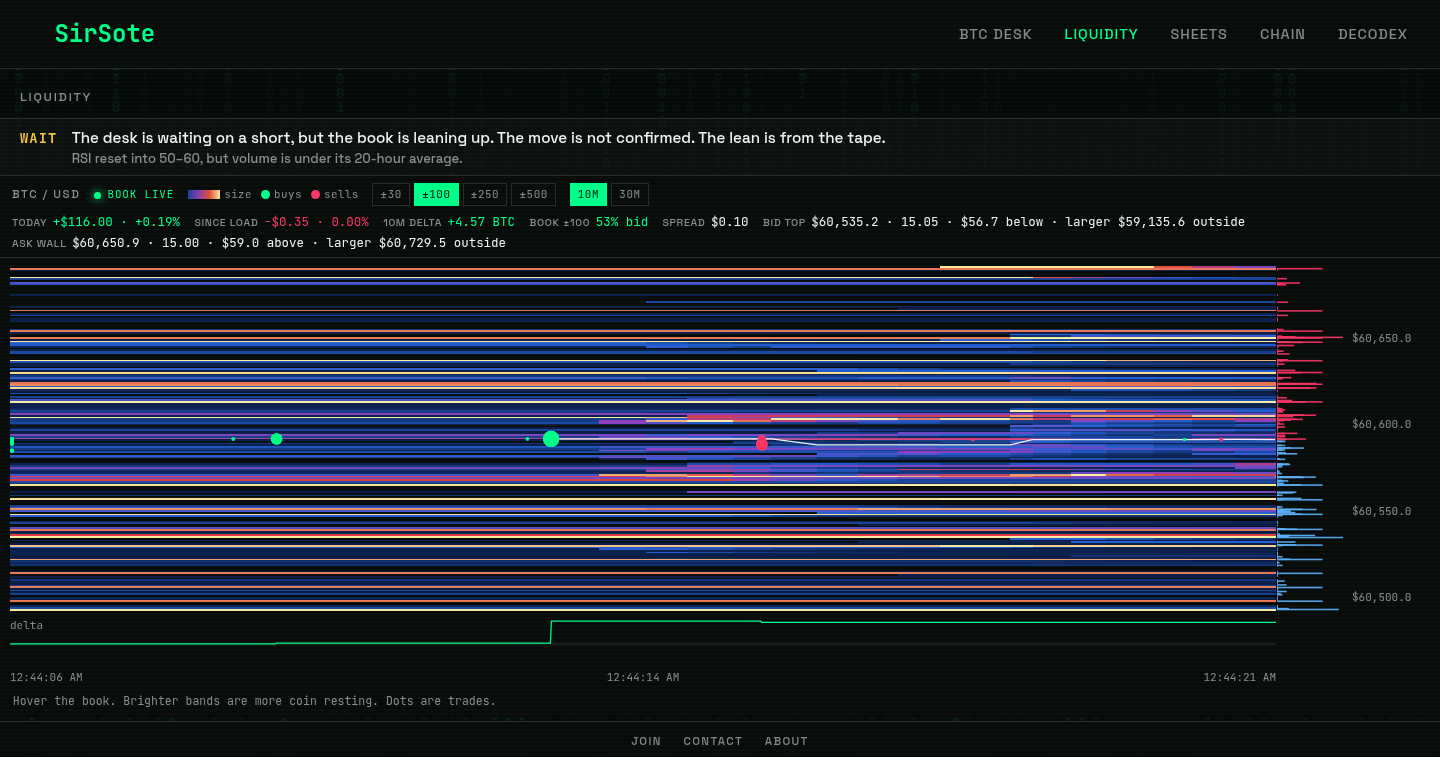 SirSote
BTC DESK LIQUIDITY SHEETS CHAIN DECODEX
LIQUIDITY
WAIT The desk is waiting on a short, but the book is leaning up. The move is not confirmed. The lean is from the tape.
RSI reset into 50–60, but volume is under its 20-hour average.
BTC / USD BOOK LIVE size buys sells ±30 ±100 ±250 ±500 10M 30M
TODAY +$116.00 · +0.19% SINCE LOAD -$0.35 · 0.00% 10M DELTA +4.57 BTC BOOK ±100 53% bid SPREAD $0.10 BID TOP $60,535.2 · 15.05 · $56.7 below · larger $59,135.6 outside
ASK WALL $60,650.9 · 15.00 · $59.0 above · larger $60,729.5 outside
$60,650.0
$60,600.0
$60,550.0
$60,500.0
delta
12:44:06 AM 12:44:14 AM 12:44:21 AM
Hover the book. Brighter bands are more coin resting. Dots are trades.
JOIN CONTACT ABOUT